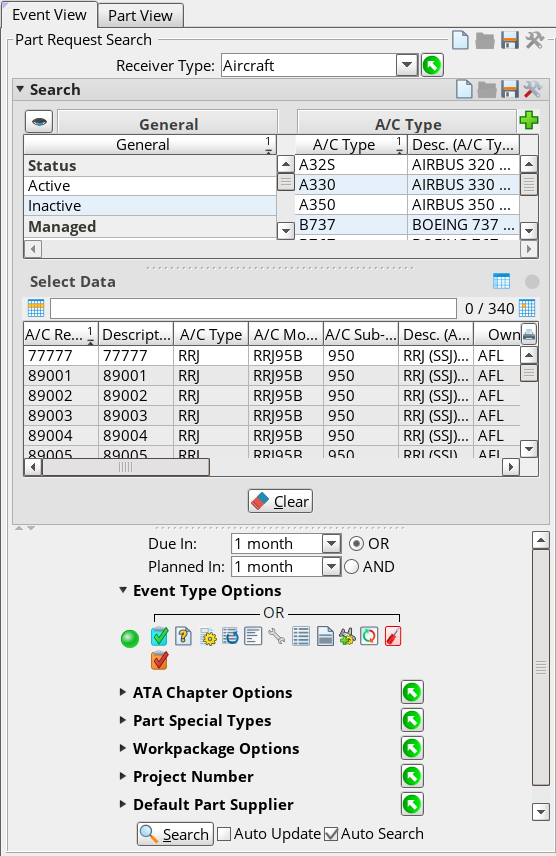 Event View Part View
Part Request Search
Receiver Type: Aircraft
Search
General A/C Type
General 1 A/C Type 1 Desc. (A/C Ty...
Status A32S AIRBUS 320 ...
Active A330 AIRBUS 330 ...
Inactive A350 AIRBUS 350 ...
Managed B737 BOEING 737 ...
Select Data
0 / 340
A/C Re... 1 Descript... A/C Type A/C Mo... A/C Sub-... Desc. (A... Own
77777 77777 RRJ RRJ95B 950 RRJ (SSJ)... AFL
89001 89001 RRJ RRJ95B 950 RRJ (SSJ)... AFL
89002 89002 RRJ RRJ95B 950 RRJ (SSJ)... AFL
89003 89003 RRJ RRJ95B 950 RRJ (SSJ)... AFL
89004 89004 RRJ RRJ95B 950 RRJ (SSJ)... AFL
89005 89005 RRJ RRJ95B 950 RRJ (SSJ)... AFL
Clear
Due In: 1 month OR
Planned In: 1 month AND
Event Type Options
OR
ATA Chapter Options
Part Special Types
Workpackage Options
Project Number
Default Part Supplier
Search Auto Update Auto Search